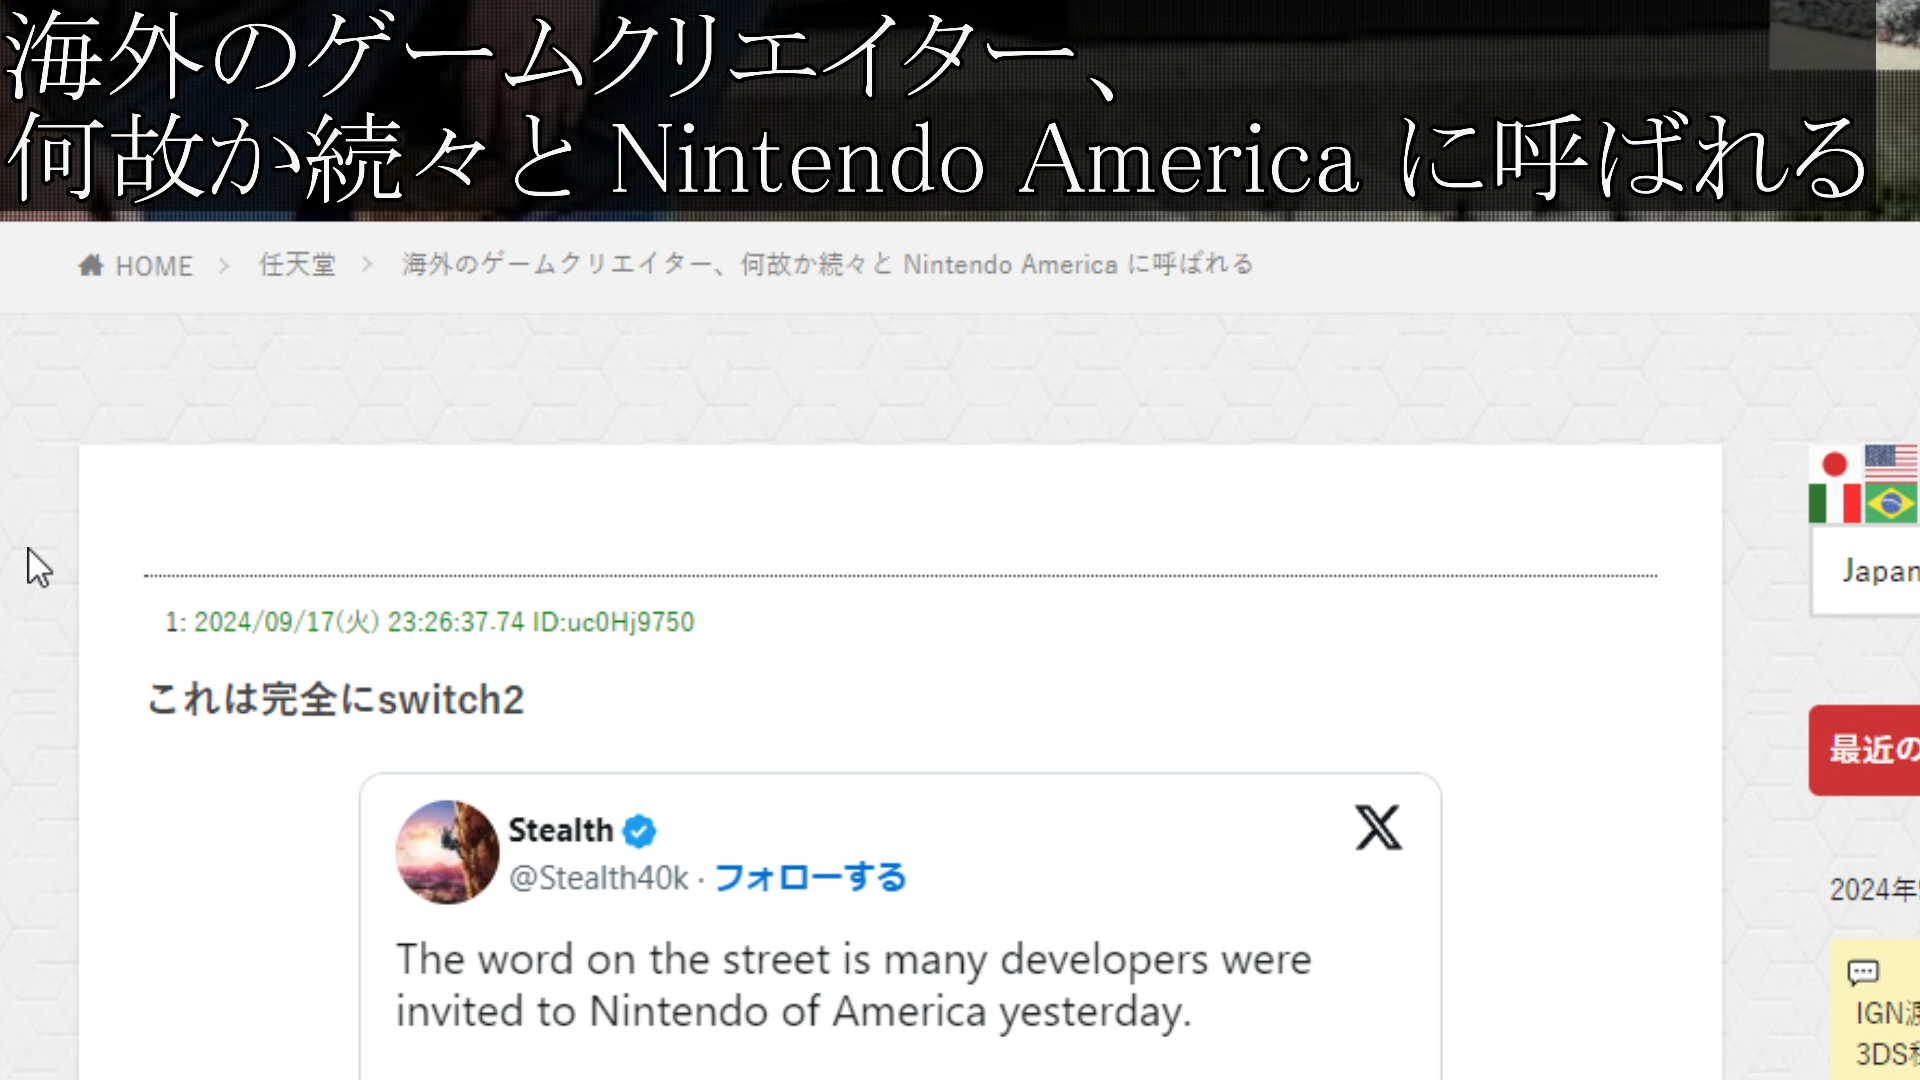 海外のゲームクリエイター、
何故か続々と Nintendo America に呼ばれる
HOME > 任天堂 > 海外のゲームクリエイター、何故か続々と Nintendo America に呼ばれる
1: 2024/09/17(火) 23:26:37.74 ID:uc0Hj9750
これは完全にswitch2
Stealth
@Stealth40k · フォローする
The word on the street is many developers were
invited to Nintendo of America yesterday.
Japan
最近の
2024年
IGN
3DS